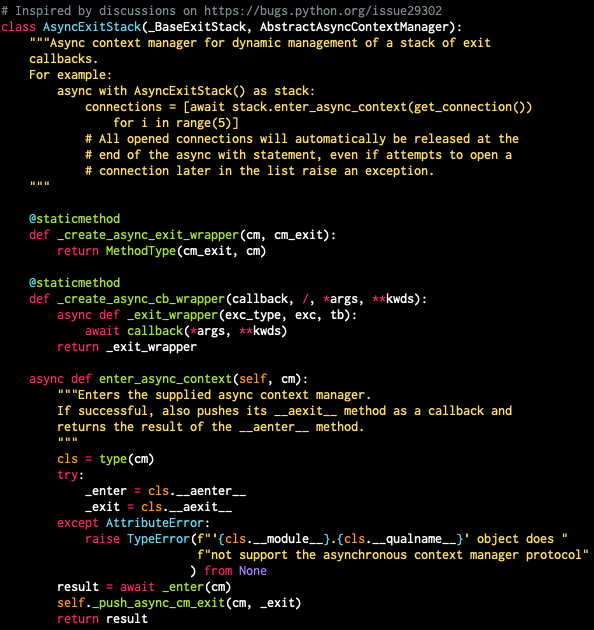 # Inspired by discussions on https://bugs.python.org/issue29302
class AsyncExitStack(_BaseExitStack, AbstractAsyncContextManager):
    """Async context manager for dynamic management of a stack of exit
    callbacks.
    For example:
        async with AsyncExitStack() as stack:
            connections = [await stack.enter_async_context(get_connection())
                for i in range(5)]
            # All opened connections will automatically be released at the
            # end of the async with statement, even if attempts to open a
            # connection later in the list raise an exception.
    """

    @staticmethod
    def _create_async_exit_wrapper(cm, cm_exit):
        return MethodType(cm_exit, cm)

    @staticmethod
    def _create_async_cb_wrapper(callback, /, *args, **kwds):
        async def _exit_wrapper(exc_type, exc, tb):
            await callback(*args, **kwds)
        return _exit_wrapper

    async def enter_async_context(self, cm):
        """Enters the supplied async context manager.
        If successful, also pushes its __aexit__ method as a callback and
        returns the result of the __aenter__ method.
        """
        cls = type(cm)
        try:
            _enter = cls.__aenter__
            _exit = cls.__aexit__
        except AttributeError:
            raise TypeError(f"'{cls.__module__}.{cls.__qualname__}' object does "
                            f"not support the asynchronous context manager protocol"
                           ) from None
        result = await _enter(cm)
        self._push_async_cm_exit(cm, _exit)
        return result